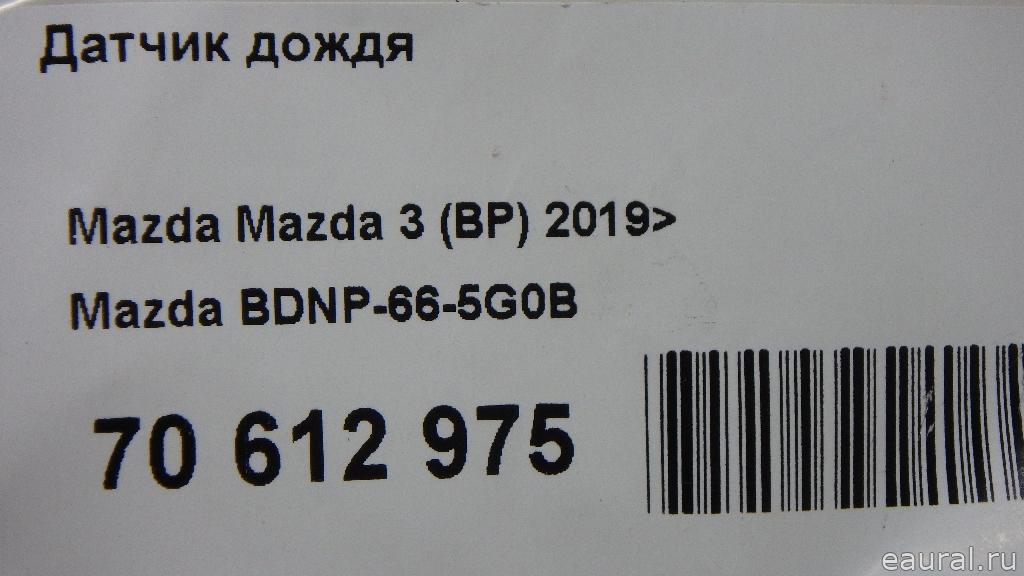 Датчик дождя
Mazda Mazda 3 (BP) 2019>
Mazda BDNP-66-5G0B
70 612 975
eaural.ru